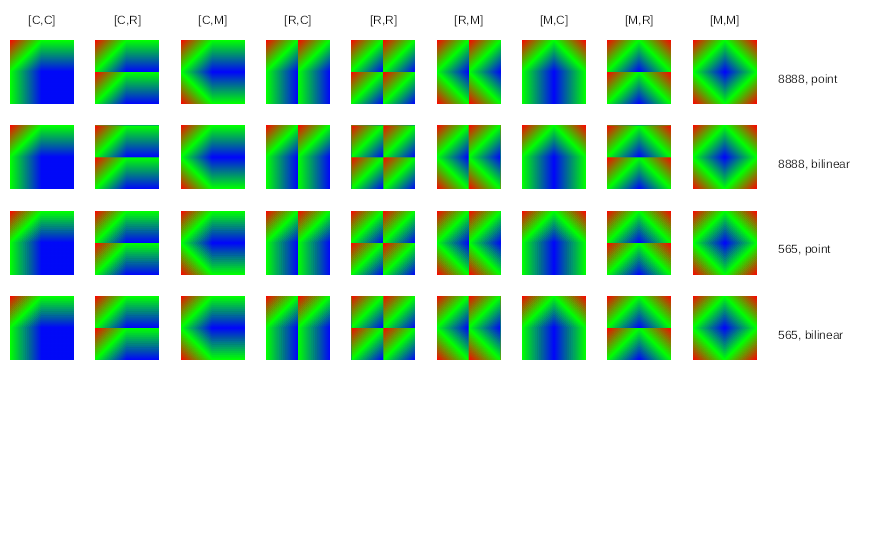 [C,C] [C,R] [C,M] [R,C] [R,R] [R,M] [M,C] [M,R] [M,M]
8888, point
8888, bilinear
565, point
565, bilinear